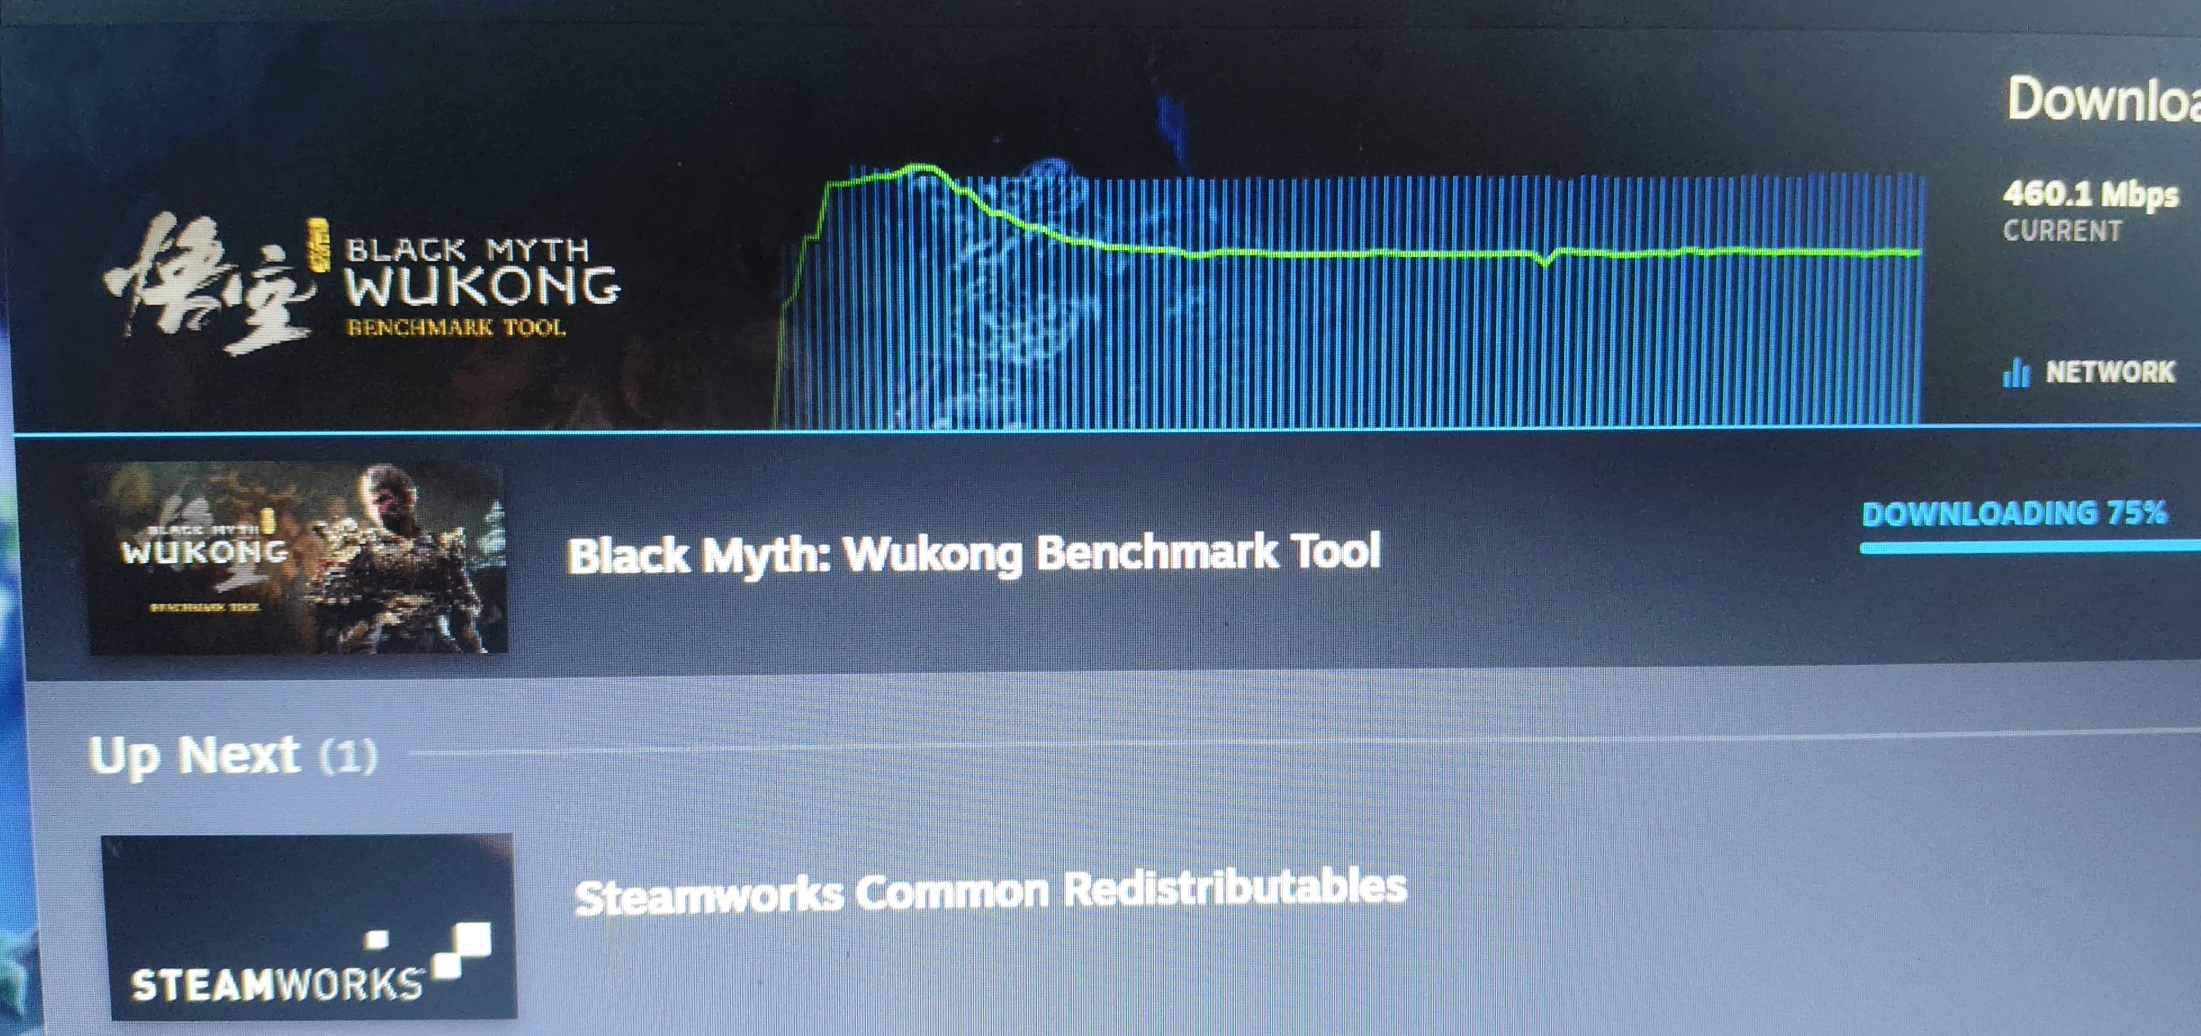 Downloa
460.1 Mbps
CURRENT
悟空
BLACK MYTH
WUKONG
BENCHMARK TOOL
NETWORK
BLACK MYTH
WUKONG
BENCHMARK TOOL
Black Myth: Wukong Benchmark Tool
DOWNLOADING 75%
Up Next (1)
STEAMWORKS
Steamworks Common Redistributables